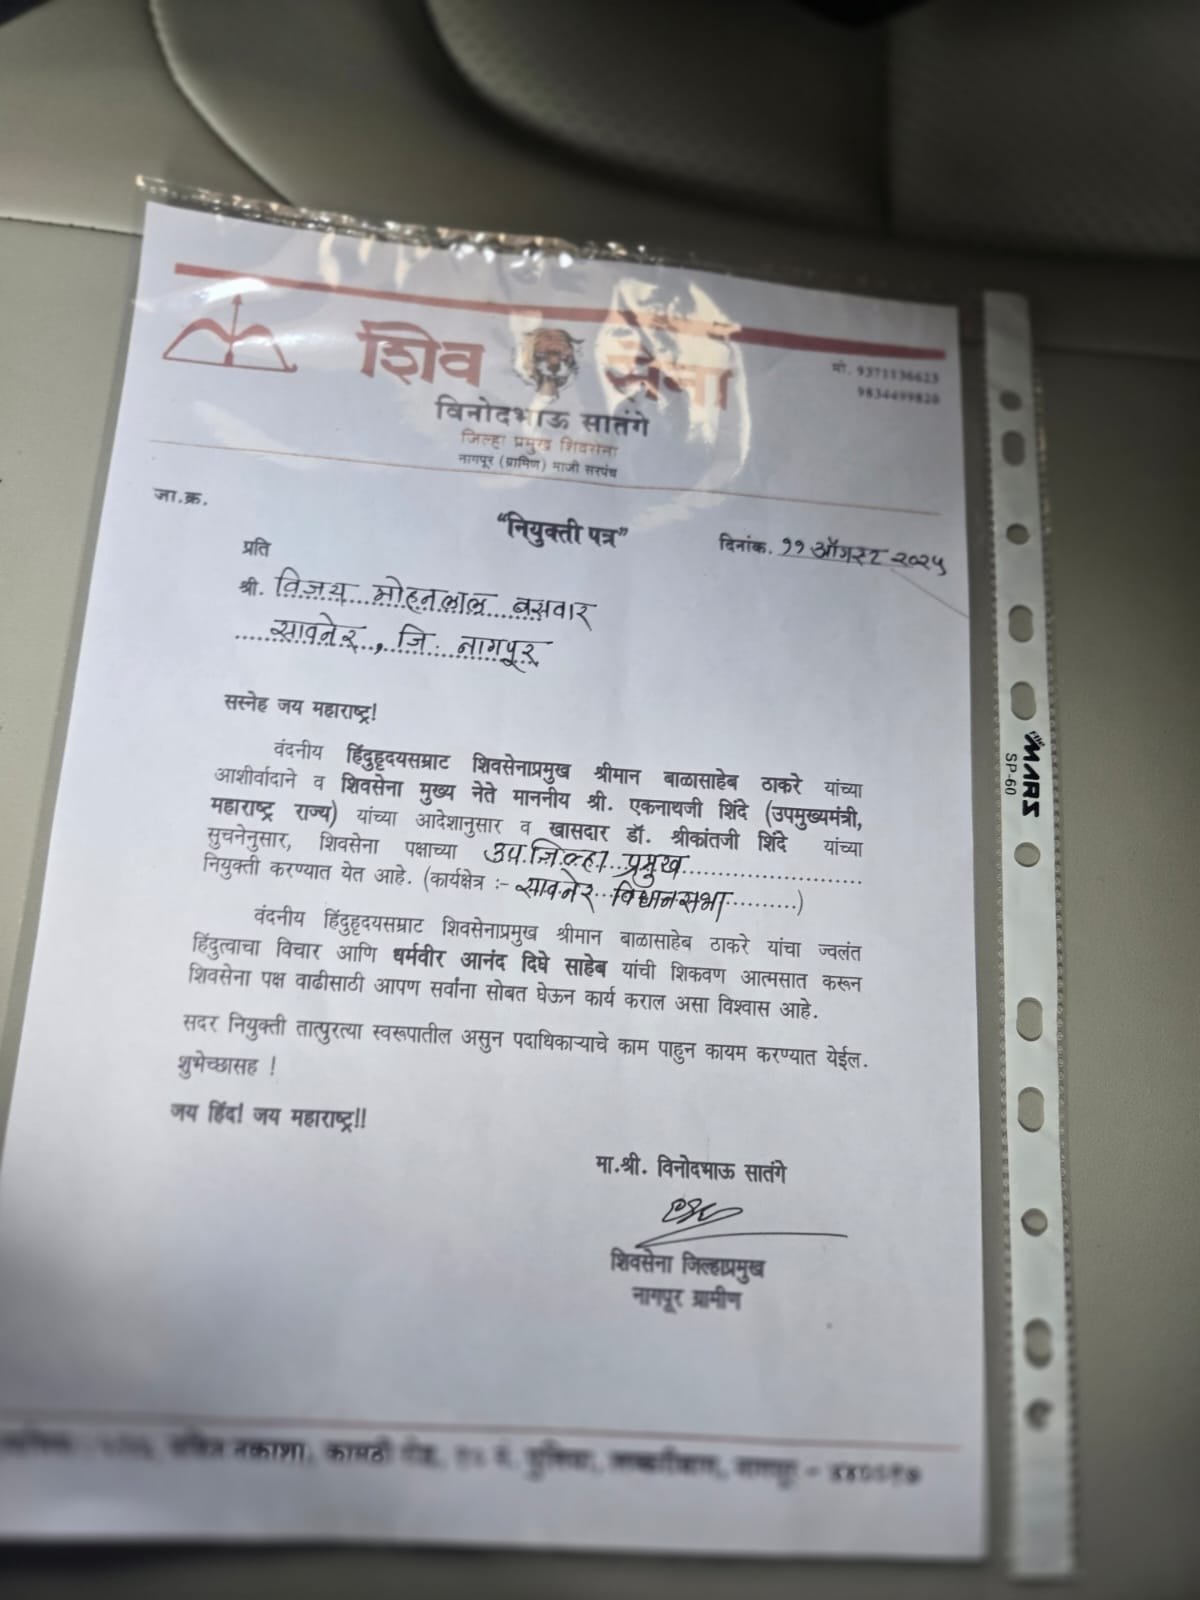 शिव सेना
मो. 9371136623
9834499820
विनोदभाऊ सातंगे
जिल्हा प्रमुख शिवसेना
नागपूर (ग्रामिण) माजी सरपंच
जा.क्र.
"नियुक्ती पत्र"
दिनांक. ११ ऑगस्ट २०२५
प्रति
श्री. विजय मोहनलाल बसवार
सावनेर, जि. नागपूर
सस्नेह जय महाराष्ट्र!
वंदनीय हिंदुहृदयसम्राट शिवसेनाप्रमुख श्रीमान बाळासाहेब ठाकरे यांच्या
आशीर्वादाने व शिवसेना मुख्य नेते माननीय श्री. एकनाथजी शिंदे (उपमुख्यमंत्री,
महाराष्ट्र राज्य) यांच्या आदेशानुसार व खासदार डॉ. श्रीकांतजी शिंदे यांच्या
सुचनेनुसार, शिवसेना पक्षाच्या उप जिल्हा प्रमुख
नियुक्ती करण्यात येत आहे. (कार्यक्षेत्र :- सावनेर विधानसभा)
वंदनीय हिंदुहृदयसम्राट शिवसेनाप्रमुख श्रीमान बाळासाहेब ठाकरे यांचा ज्वलंत
हिंदुत्वाचा विचार आणि धर्मवीर आनंद दिघे साहेब यांची शिकवण आत्मसात करून
शिवसेना पक्ष वाढीसाठी आपण सर्वांना सोबत घेऊन कार्य कराल असा विश्वास आहे.
सदर नियुक्ती तात्पुरत्या स्वरूपातील असुन पदाधिकाऱ्याचे काम पाहुन कायम करण्यात येईल.
शुभेच्छासह !
जय हिंद! जय महाराष्ट्र!!
मा.श्री. विनोदभाऊ सातंगे
शिवसेना जिल्हाप्रमुख
नागपूर ग्रामीण
नकाशा, कामठी रोड,
MARS
SP-60